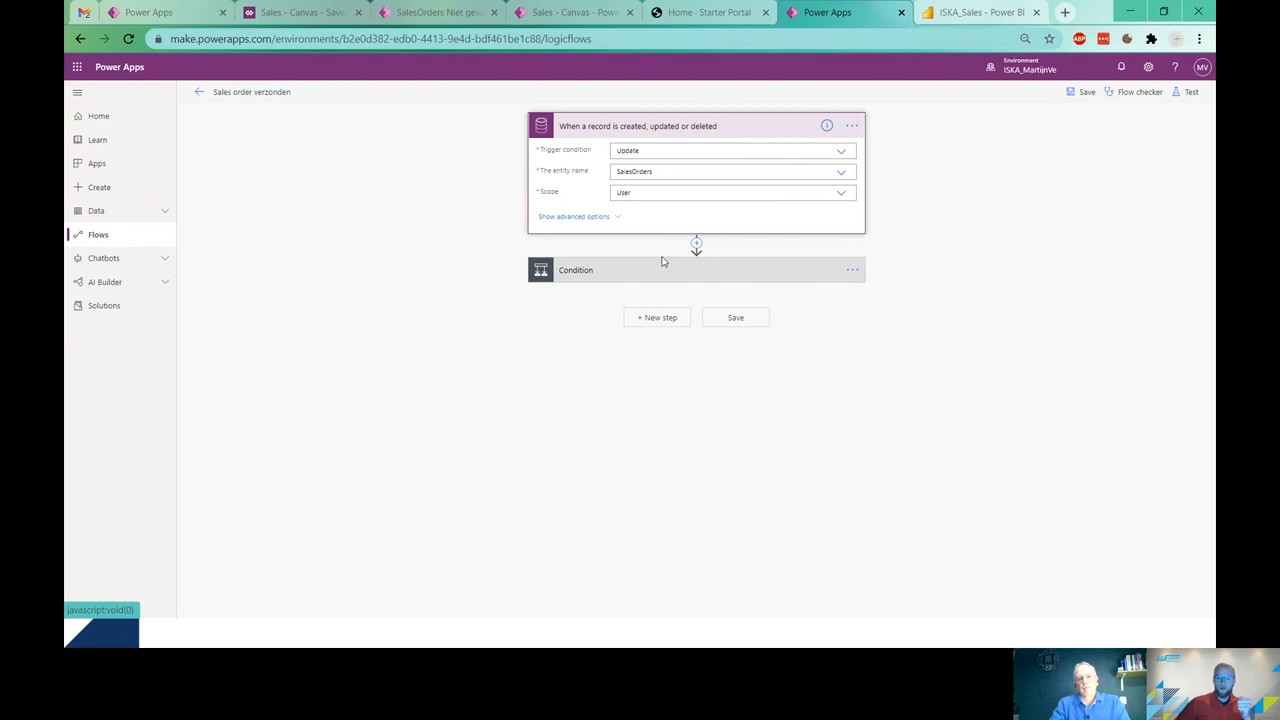 Power Apps
Sales - Canvas - Save
SalesOrders Niet gev
Sales - Canvas - Pow
Home · Starter Portal
Power Apps
ISKA_Sales - Power BI
make.powerapps.com/environments/b2e0d382-edb0-4413-9e4d-bdf461be1c88/logicflows
ABP
Power Apps
Environment
ISKA_MartijnVe
MV
Sales order verzonden
Save
Flow checker
Test
Home
Learn
Apps
Create
Data
Flows
Chatbots
AI Builder
Solutions
When a record is created, updated or deleted
* Trigger condition
Update
* The entity name
SalesOrders
* Scope
User
Show advanced options
Condition
+ New step
Save
javascript:void(0)